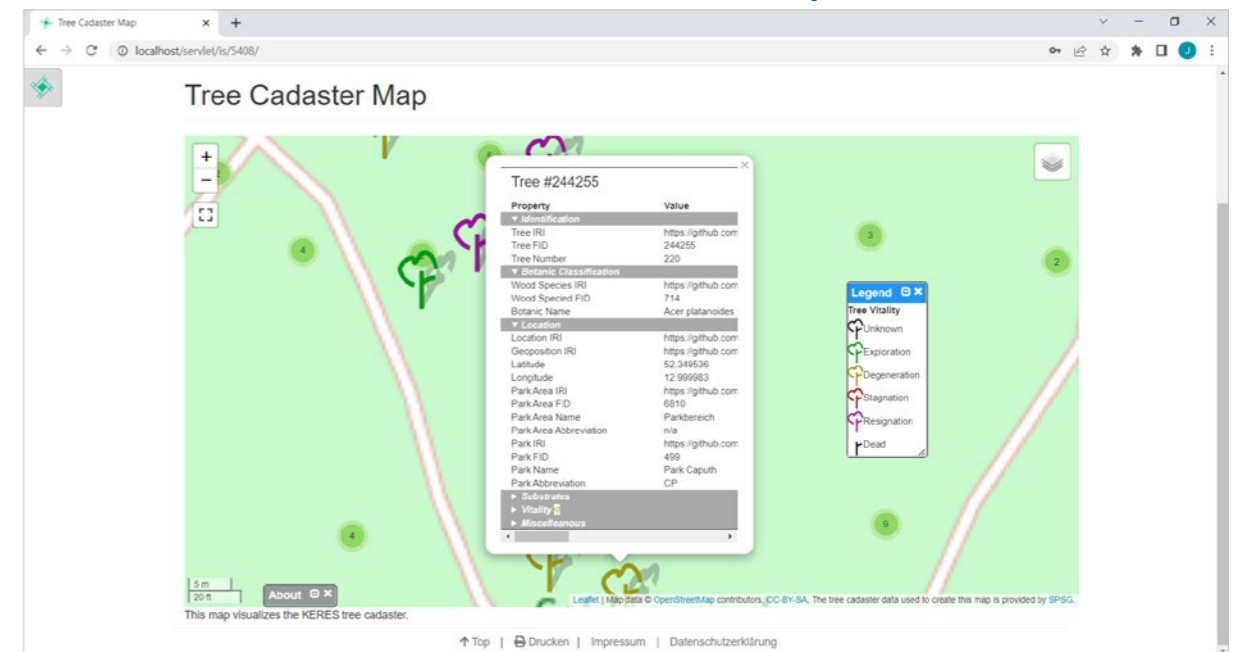 Tree Cadaster Map
localhost/servlet/is/5408/
J
Tree Cadaster Map
+
−
2
5
4
3
2
4
9
Tree #244255
Property Value
▼ Identification
Tree IRI https://github.com
Tree FID 244255
Tree Number 220
▼ Botanic Classification
Wood Species IRI https://github.com
Wood Specied FID 714
Botanic Name Acer platanoides
▼ Location
Location IRI https://github.com
Geoposition IRI https://github.com
Latitude 52.349536
Longitude 12.999983
Park Area IRI https://github.com
Park Area FID 6810
Park Area Name Parkbereich
Park Area Abbreviation n/a
Park IRI https://github.com
Park FID 499
Park Name Park Caputh
Park Abbreviation CP
► Substrates
► Vitality
► Miscelleanous
Legend
Tree Vitality
Unknown
Exploration
Degeneration
Stagnation
Resignation
Dead
5 m
20 ft
About
Leaflet | Map data © OpenStreetMap contributors, CC-BY-SA, The tree cadaster data used to create this map is provided by SPSG.
This map visualizes the KERES tree cadaster.
Top | Drucken | Impressum | Datenschutzerklärung